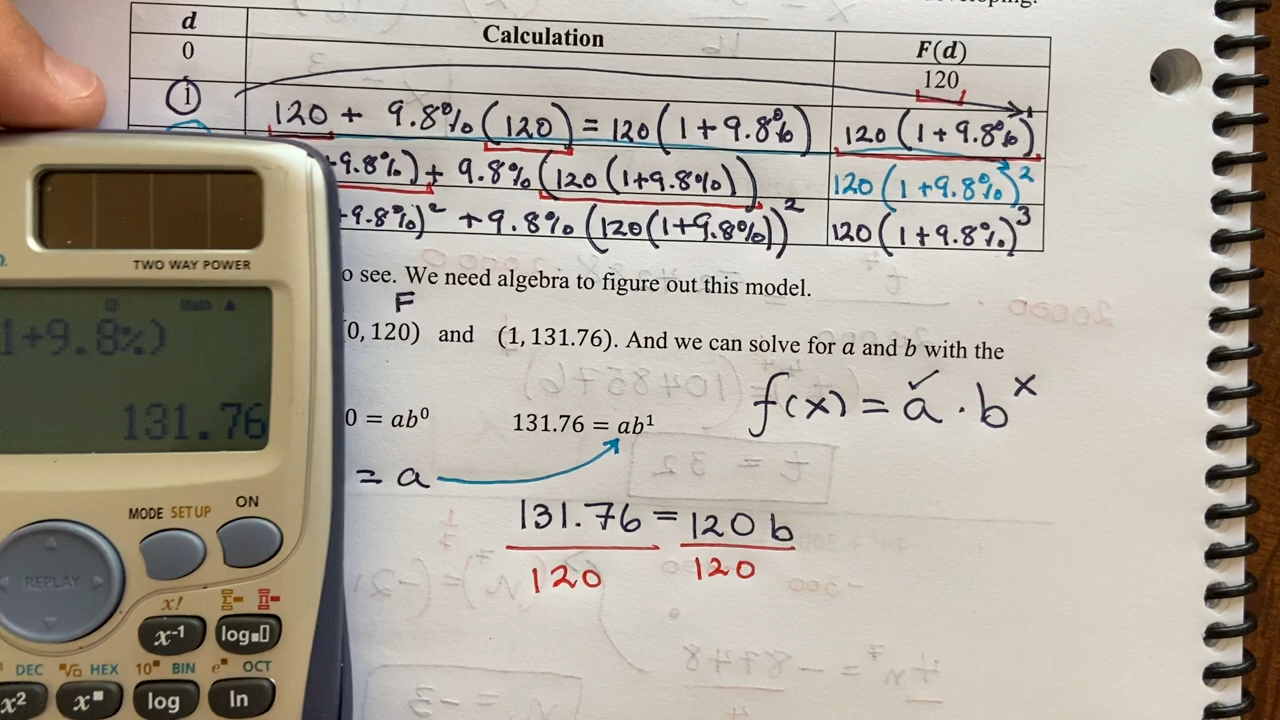 d Calculation F(d)
0 120
1 120 + 9.8% (120) = 120 (1 + 9.8%) 120 (1 + 9.8%)
9.8%) + 9.8% (120 (1+9.8%)) 120 (1 + 9.8%)²
9.8%)² + 9.8% (120 (1+9.8%))² 120 (1 + 9.8%)³
o see. We need algebra to figure out this model.
F
0, 120) and (1, 131.76). And we can solve for a and b with the
f(x) = a · b^x
0 = ab⁰ 131.76 = ab¹
= a
131.76 = 120 b
120 120
TWO WAY POWER
Math ▲
1+9.8%)
131.76
MODE SETUP ON
REPLAY
x!
x⁻¹ log
DEC HEX 10 BIN e OCT
x² x log ln